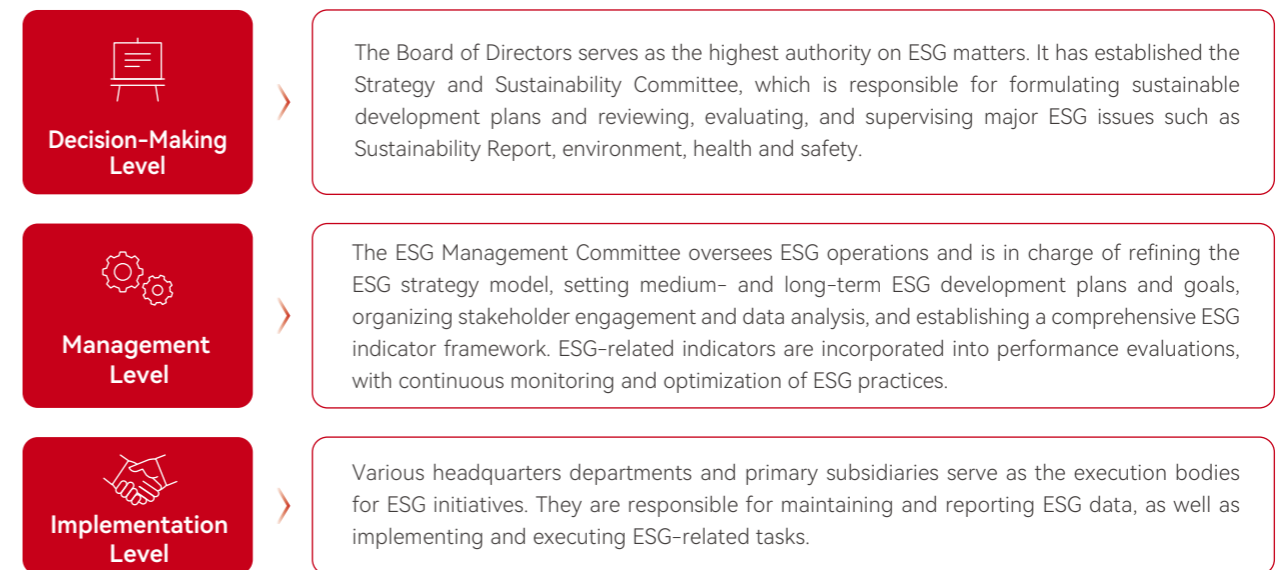 Decision-Making
Level
The Board of Directors serves as the highest authority on ESG matters. It has established the
Strategy and Sustainability Committee, which is responsible for formulating sustainable
development plans and reviewing, evaluating, and supervising major ESG issues such as
Sustainability Report, environment, health and safety.
Management
Level
The ESG Management Committee oversees ESG operations and is in charge of refining the
ESG strategy model, setting medium- and long-term ESG development plans and goals,
organizing stakeholder engagement and data analysis, and establishing a comprehensive ESG
indicator framework. ESG-related indicators are incorporated into performance evaluations,
with continuous monitoring and optimization of ESG practices.
Implementation
Level
Various headquarters departments and primary subsidiaries serve as the execution bodies
for ESG initiatives. They are responsible for maintaining and reporting ESG data, as well as
implementing and executing ESG-related tasks.